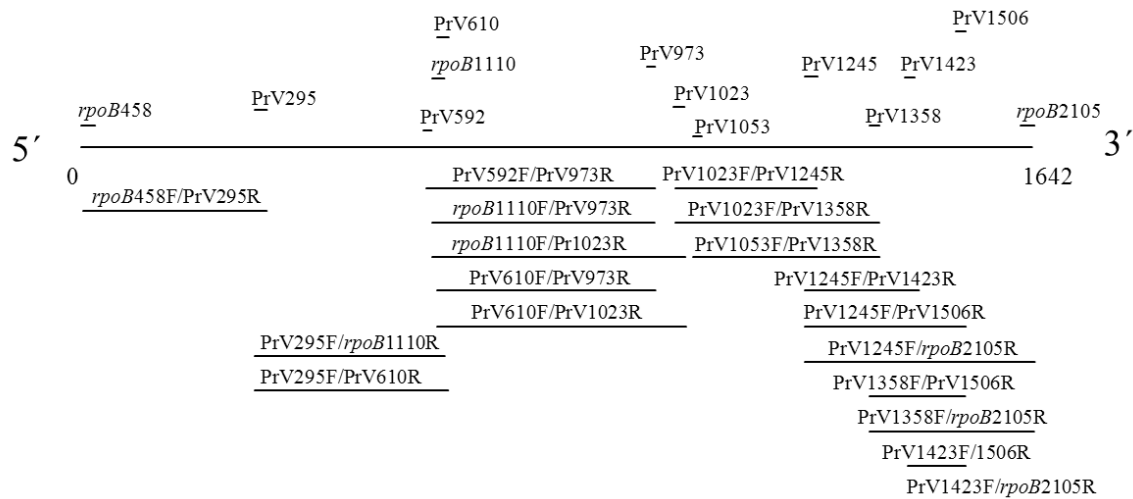 PrV1506
PrV610
PrV973
rpoB1110
PrV1245
PrV1423
PrV295
PrV1023
rpoB458
PrV592
PrV1053
PrV1358
rpoB2105
5´
3´
0
1642
PrV592F/PrV973R
PrV1023F/PrV1245R
rpoB458F/PrV295R
rpoB1110F/PrV973R
PrV1023F/PrV1358R
rpoB1110F/Pr1023R
PrV1053F/PrV1358R
PrV610F/PrV973R
PrV1245F/PrV1423R
PrV610F/PrV1023R
PrV1245F/PrV1506R
PrV295F/rpoB1110R
PrV1245F/rpoB2105R
PrV295F/PrV610R
PrV1358F/PrV1506R
PrV1358F/rpoB2105R
PrV1423F/1506R
PrV1423F/rpoB2105R